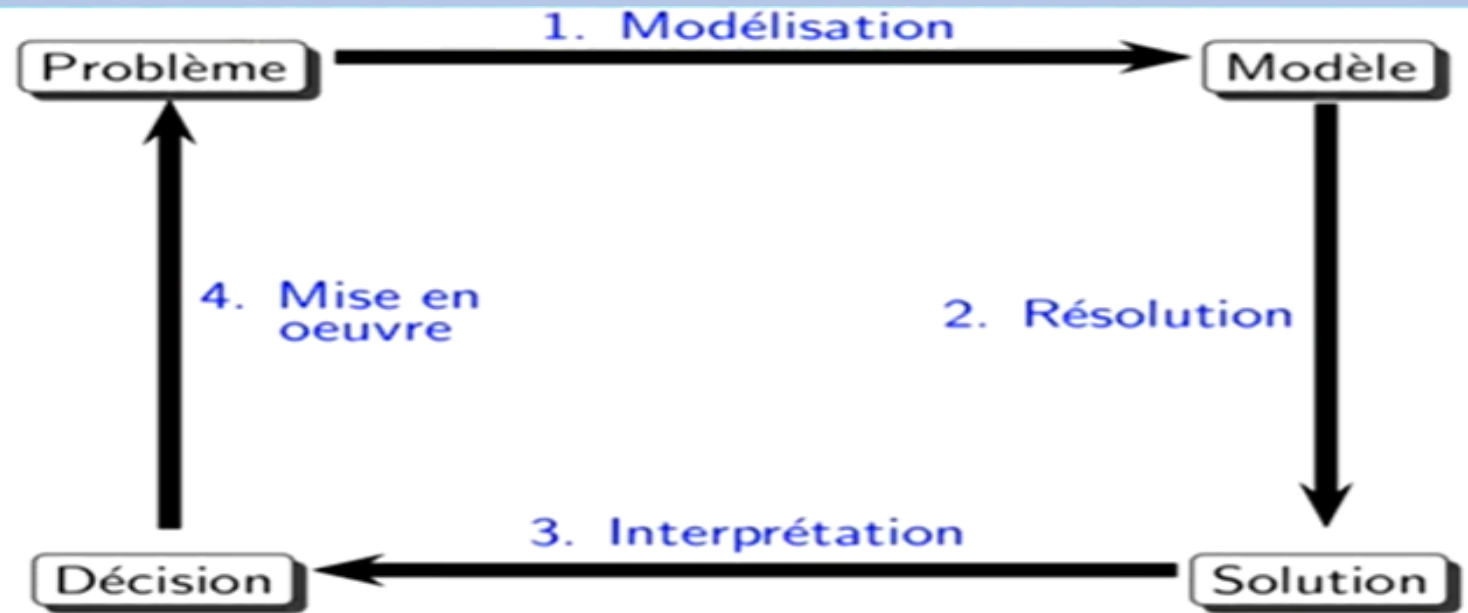 1. Modélisation
Problème
Modèle
4. Mise en
oeuvre
2. Résolution
3. Interprétation
Décision
Solution